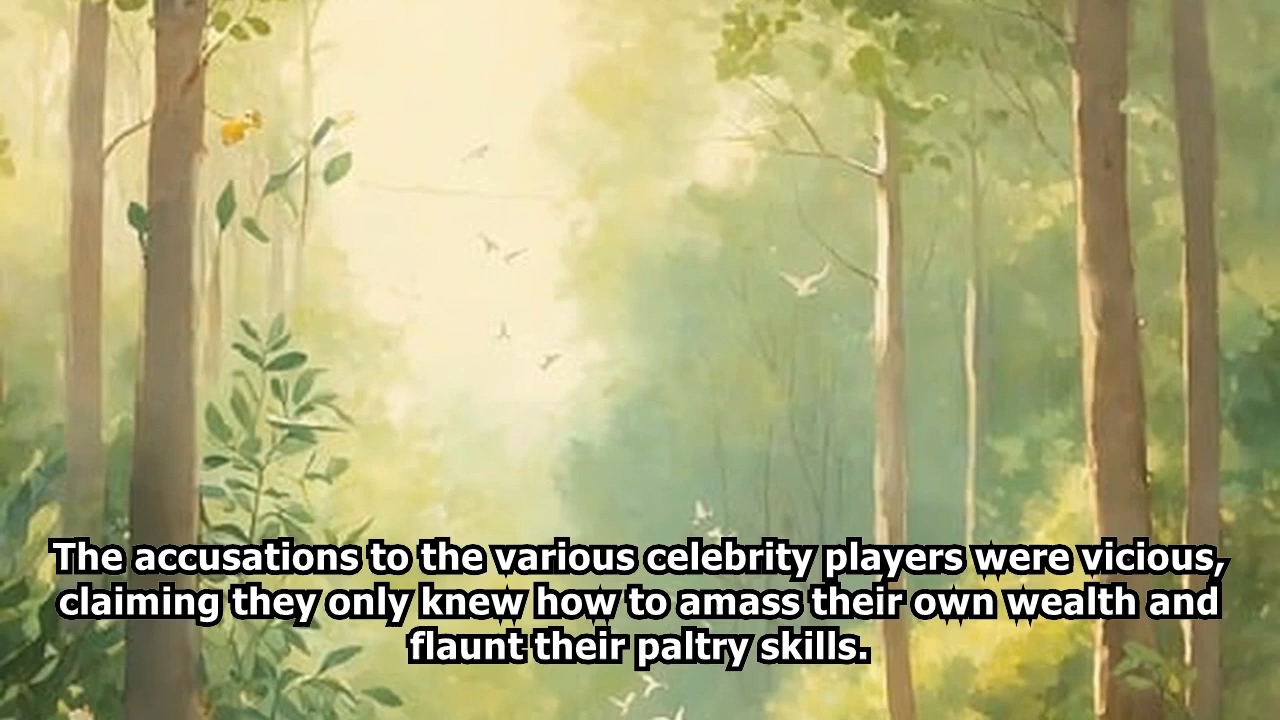 The accusations to the various celebrity players were vicious,
claiming they only knew how to amass their own wealth and
flaunt their paltry skills.